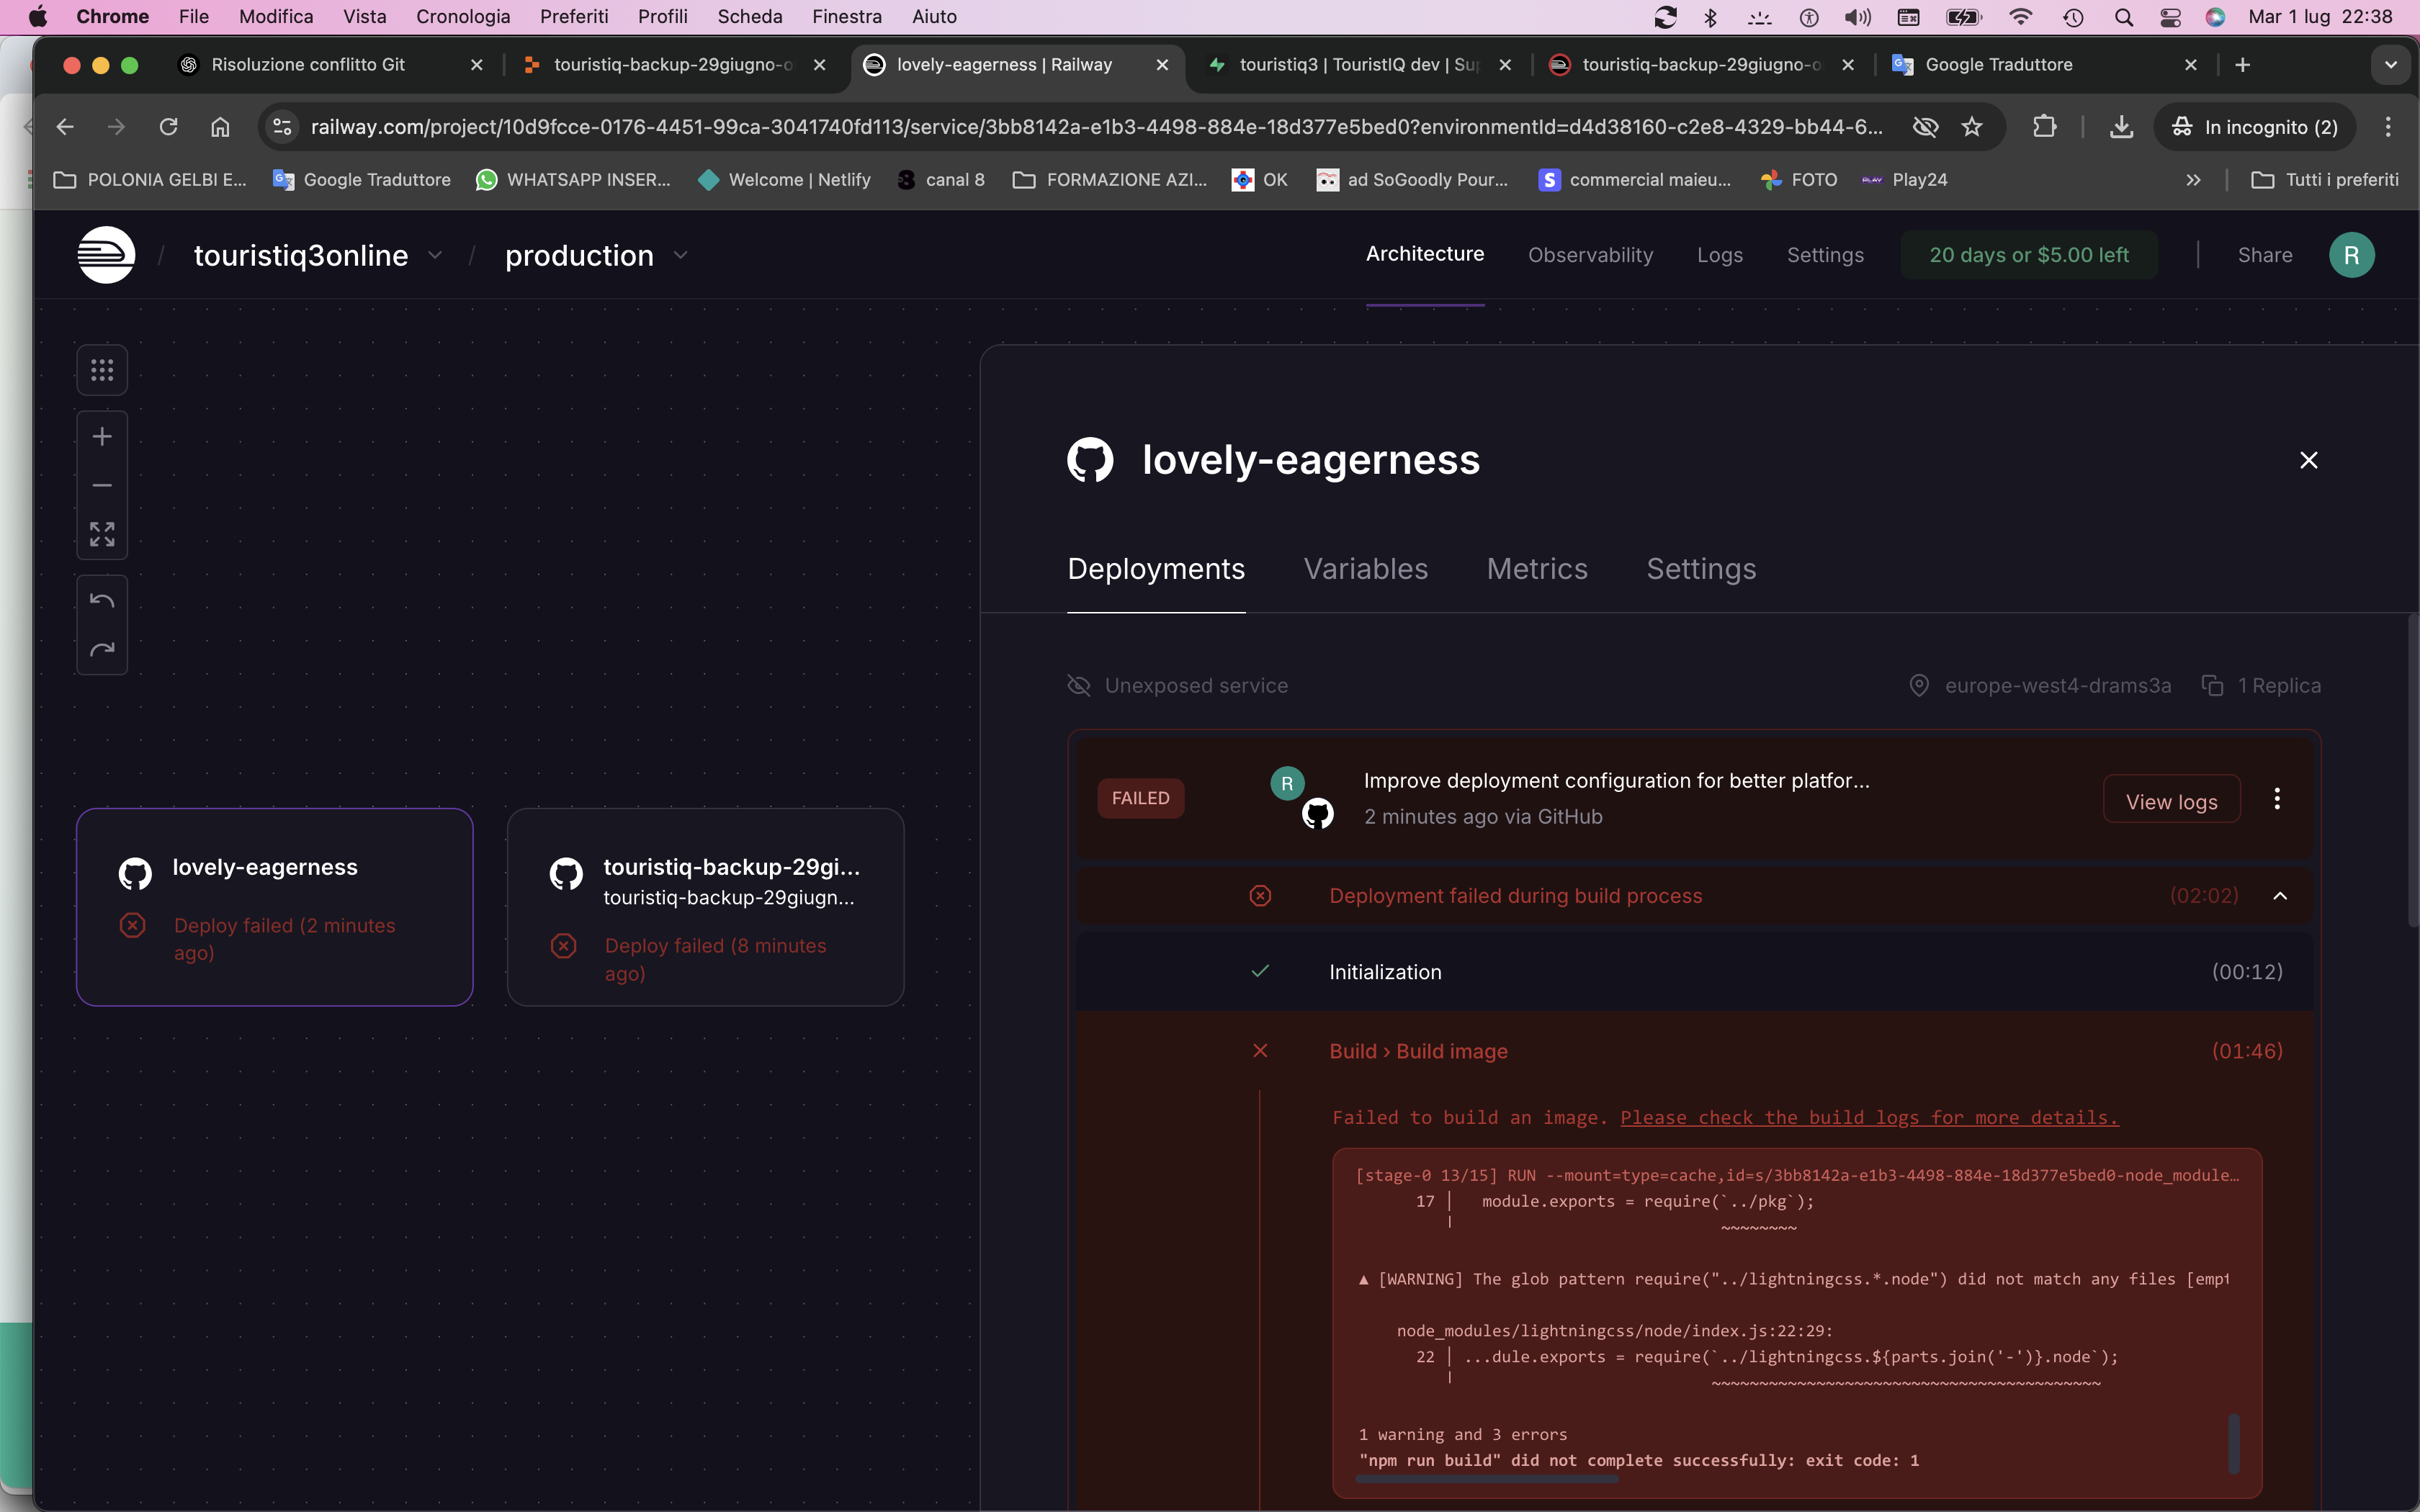 Chrome File Modifica Vista Cronologia Preferiti Profili Scheda Finestra Aiuto Mar 1 lug 22:38
Risoluzione conflitto Git touristiq-backup-29giugno-o lovely-eagerness | Railway touristiq3 | TouristIQ dev | Sup touristiq-backup-29giugno-o Google Traduttore
railway.com/project/10d9fcce-0176-4451-99ca-3041740fd113/service/3bb8142a-e1b3-4498-884e-18d377e5bed0?environmentId=d4d38160-c2e8-4329-bb44-6... In incognito (2)
POLONIA GELBI E... Google Traduttore WHATSAPP INSER... Welcome | Netlify canal 8 FORMAZIONE AZI... OK ad SoGoodly Pour... commercial maieu... FOTO Play24 Tutti i preferiti
/ touristiq3online / production Architecture Observability Logs Settings 20 days or $5.00 left Share R
lovely-eagerness
Deployments Variables Metrics Settings
Unexposed service europe-west4-drams3a 1 Replica
FAILED R Improve deployment configuration for better platfor... View logs
2 minutes ago via GitHub
lovely-eagerness
Deploy failed (2 minutes
ago)
touristiq-backup-29gi...
touristiq-backup-29giugn...
Deploy failed (8 minutes
ago)
Deployment failed during build process (02:02)
Initialization (00:12)
Build › Build image (01:46)
Failed to build an image. Please check the build logs for more details.
[stage-0 13/15] RUN --mount=type=cache,id=s/3bb8142a-e1b3-4498-884e-18d377e5bed0-node_module…
17 │ module.exports = require(`../pkg`);
╵ ~~~~~~~~
▲ [WARNING] The glob pattern require("../lightningcss.*.node") did not match any files [empt
node_modules/lightningcss/node/index.js:22:29:
22 │ ...dule.exports = require(`../lightningcss.${parts.join('-')}.node`);
╵ ~~~~~~~~~~~~~~~~~~~~~~~~~~~~~~~~~~~~~~~~~
1 warning and 3 errors
"npm run build" did not complete successfully: exit code: 1